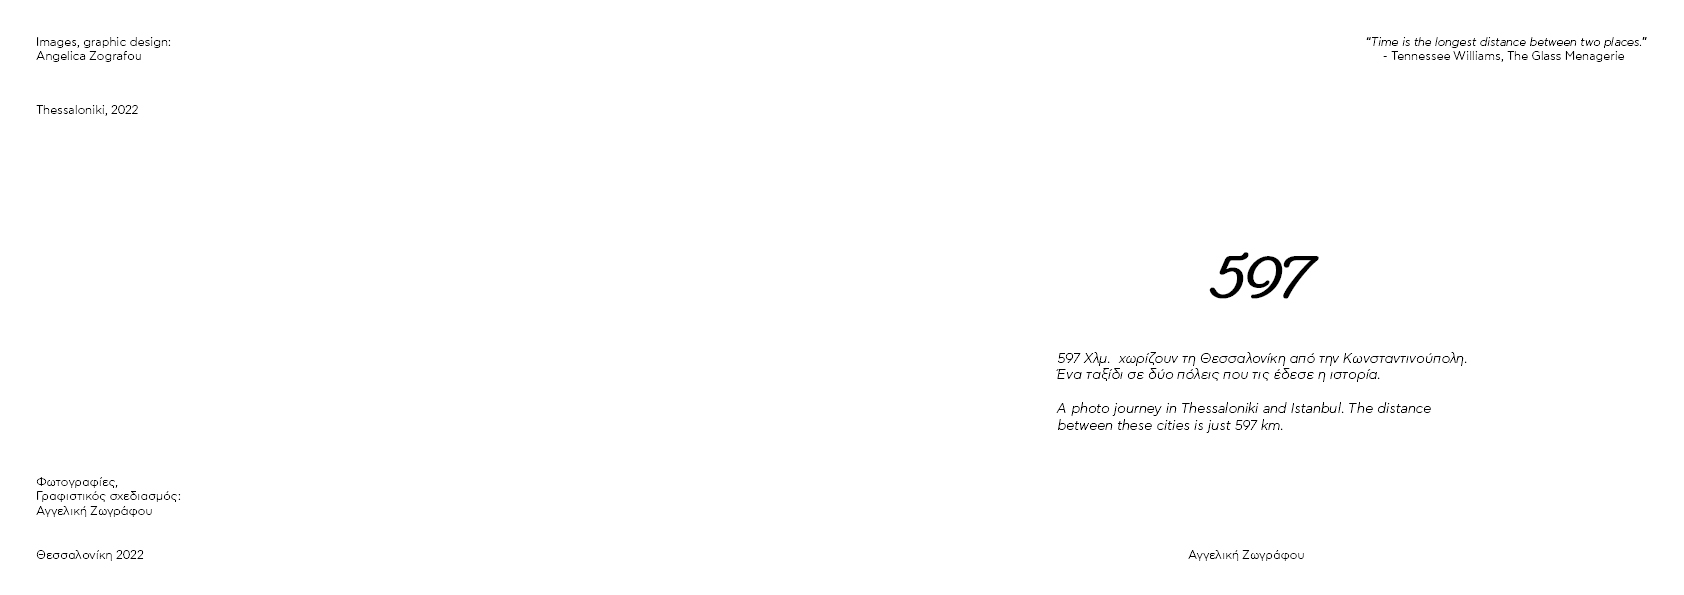 Images, graphic design:
Angelica Zografou
Thessaloniki, 2022
Φωτογραφίες,
Γραφιστικός σχεδιασμός:
Αγγελική Ζωγράφου
Θεσσαλονίκη 2022
“Time is the longest distance between two places.”
- Tennessee Williams, The Glass Menagerie
597
597 Χλμ.  χωρίζουν τη Θεσσαλονίκη από την Κωνσταντινούπολη.
Ένα ταξίδι σε δύο πόλεις που τις έδεσε η ιστορία.
A photo journey in Thessaloniki and Istanbul. The distance
between these cities is just 597 km.
Αγγελική Ζωγράφου